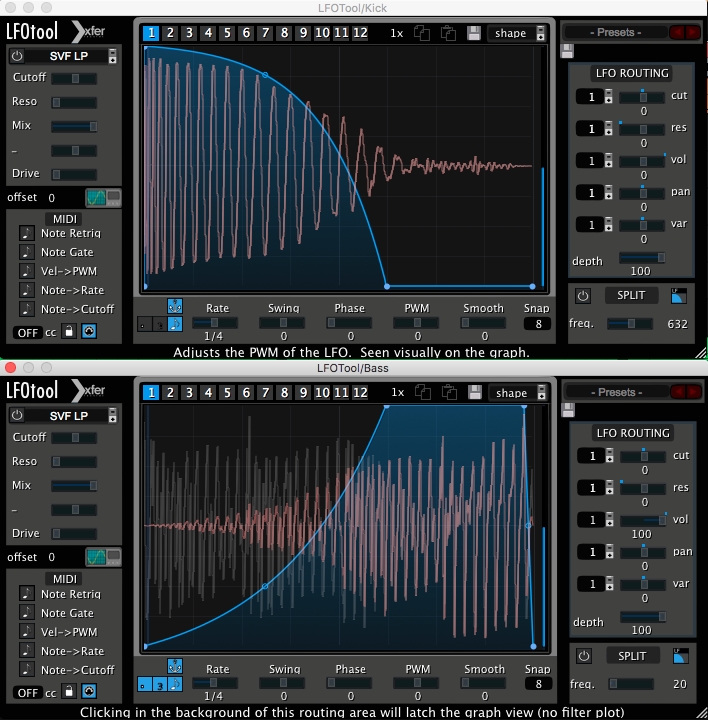 LFOTool/Kick
LFOtool xfer
1 2 3 4 5 6 7 8 9 10 11 12 1x shape
- Presets -
SVF LP
Cutoff
Reso
Mix
–
Drive
offset 0
MIDI
Note Retrig
Note Gate
Vel->PWM
Note->Rate
Note->Cutoff
OFF cc
Rate Swing Phase PWM Smooth Snap
1/4 0 0 0 0 8
LFO ROUTING
1 cut
0
1 res
0
1 vol
0
1 pan
0
1 var
0
depth
100
SPLIT LP
freq. 632
Adjusts the PWM of the LFO. Seen visually on the graph.
LFOTool/Bass
LFOtool xfer
1 2 3 4 5 6 7 8 9 10 11 12 1x shape
- Presets -
SVF LP
Cutoff
Reso
Mix
–
Drive
offset 0
MIDI
Note Retrig
Note Gate
Vel->PWM
Note->Rate
Note->Cutoff
OFF cc
Rate Swing Phase PWM Smooth Snap
3
1/4 0 0 0 0 8
LFO ROUTING
1 cut
0
1 res
0
1 vol
100
1 pan
0
1 var
0
depth
100
SPLIT LP
freq. 20
Clicking in the background of this routing area will latch the graph view (no filter plot)